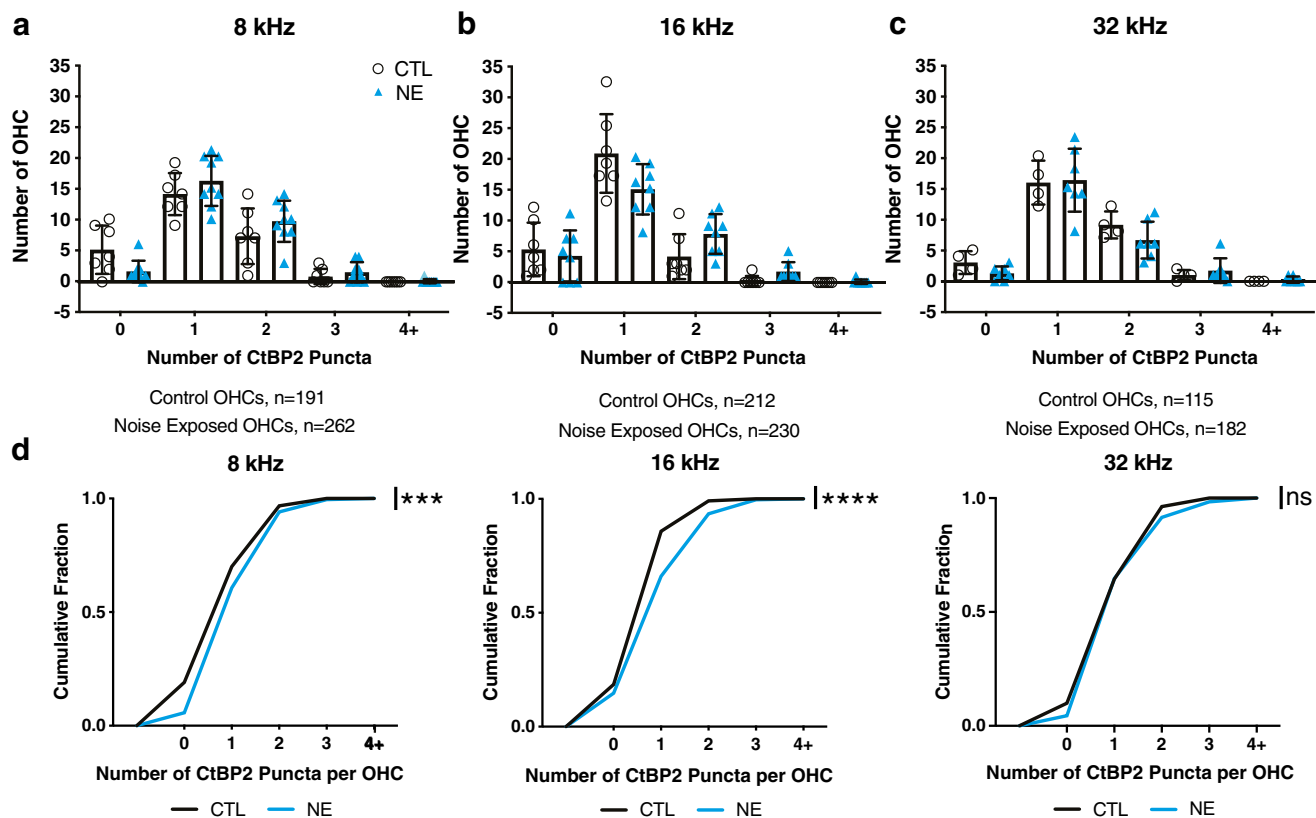 a
8 kHz
Number of OHC
35
30
25
20
15
10
5
0
-5
CTL
NE
0 1 2 3 4+
Number of CtBP2 Puncta
Control OHCs, n=191
Noise Exposed OHCs, n=262
b
16 kHz
Number of OHC
35
30
25
20
15
10
5
0
-5
0 1 2 3 4+
Number of CtBP2 Puncta
Control OHCs, n=212
Noise Exposed OHCs, n=230
c
32 kHz
Number of OHC
35
30
25
20
15
10
5
0
-5
0 1 2 3 4+
Number of CtBP2 Puncta
Control OHCs, n=115
Noise Exposed OHCs, n=182
d
8 kHz
Cumulative Fraction
1.0
0.5
0.0
***
0 1 2 3 4+
Number of CtBP2 Puncta per OHC
CTL NE
16 kHz
Cumulative Fraction
1.0
0.5
0.0
****
0 1 2 3 4+
Number of CtBP2 Puncta per OHC
CTL NE
32 kHz
Cumulative Fraction
1.0
0.5
0.0
ns
0 1 2 3 4+
Number of CtBP2 Puncta per OHC
CTL NE